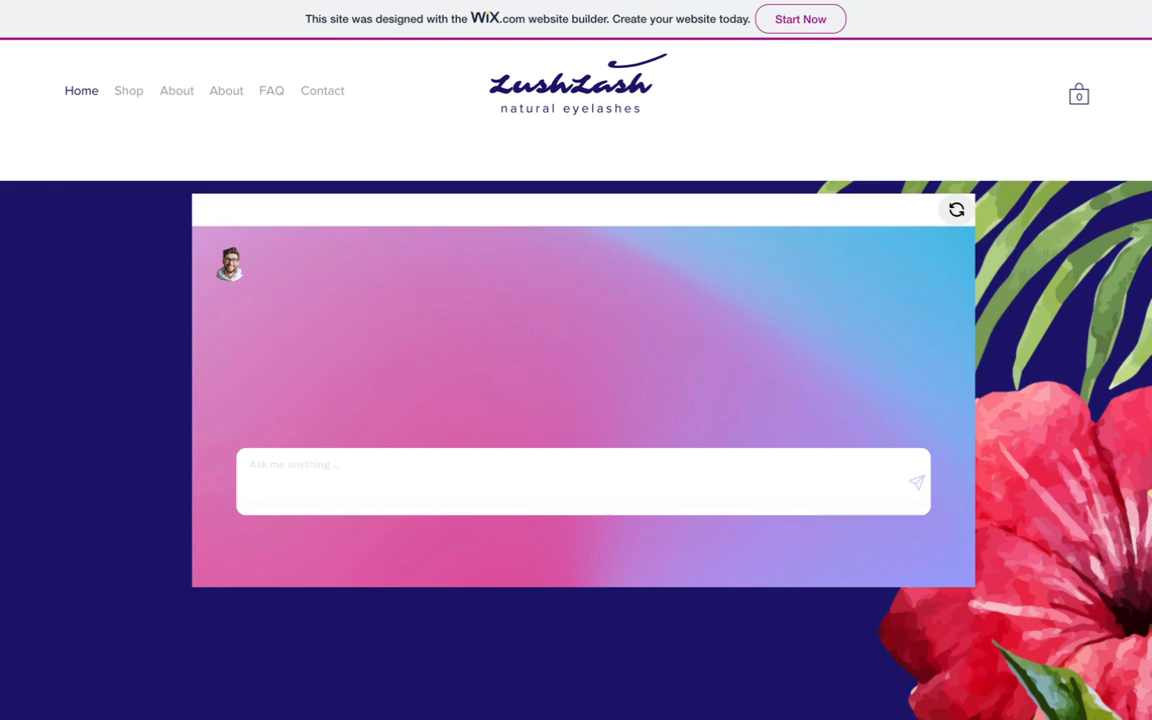 This site was designed with the WiX.com website builder. Create your website today.
Start Now
Home
Shop
About
About
FAQ
Contact
LushLash
natural eyelashes
0
Ask me anything ...